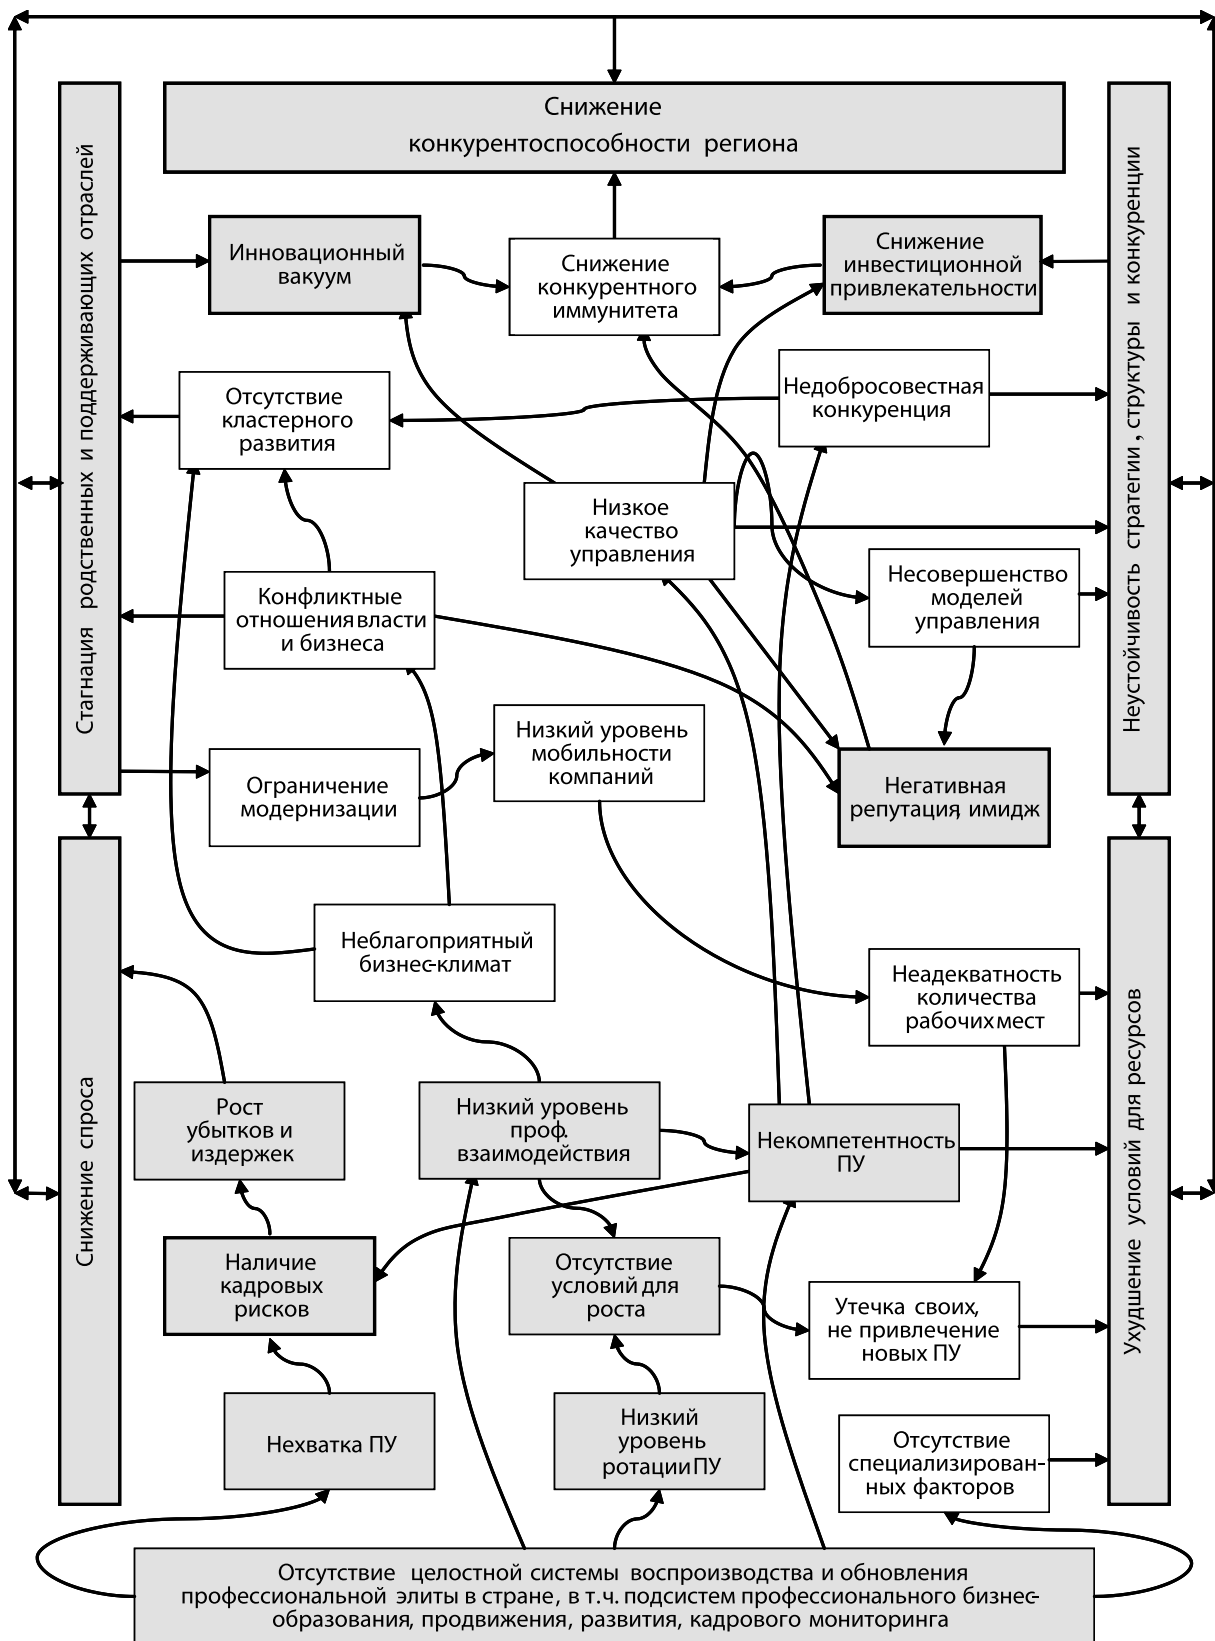 Снижение
конкурентоспособности региона
Стагнация родственных и поддерживающих отраслей
Неустойчивость стратегии, структуры и конкуренции
Инновационный
вакуум
Снижение
конкурентного
иммунитета
Снижение
инвестиционной
привлекательности
Отсутствие
кластерного
развития
Недобросовестная
конкуренция
Низкое
качество
управления
Несовершенство
моделей
управления
Конфликтные
отношения власти
и бизнеса
Низкий уровень
мобильности
компаний
Ограничение
модернизации
Негативная
репутация, имидж
Снижение спроса
Ухудшение условий для ресурсов
Неблагоприятный
бизнес-климат
Неадекватность
количества
рабочих мест
Рост
убытков и
издержек
Низкий уровень
проф.
взаимодействия
Некомпетентность
ПУ
Наличие
кадровых
рисков
Отсутствие
условий для
роста
Утечка своих,
не привлечение
новых ПУ
Нехватка ПУ
Низкий
уровень
ротации ПУ
Отсутствие
специализирован-
ных факторов
Отсутствие целостной системы воспроизводства и обновления
профессиональной элиты в стране, в т.ч. подсистем профессионального бизнес-
образования, продвижения, развития, кадрового мониторинга